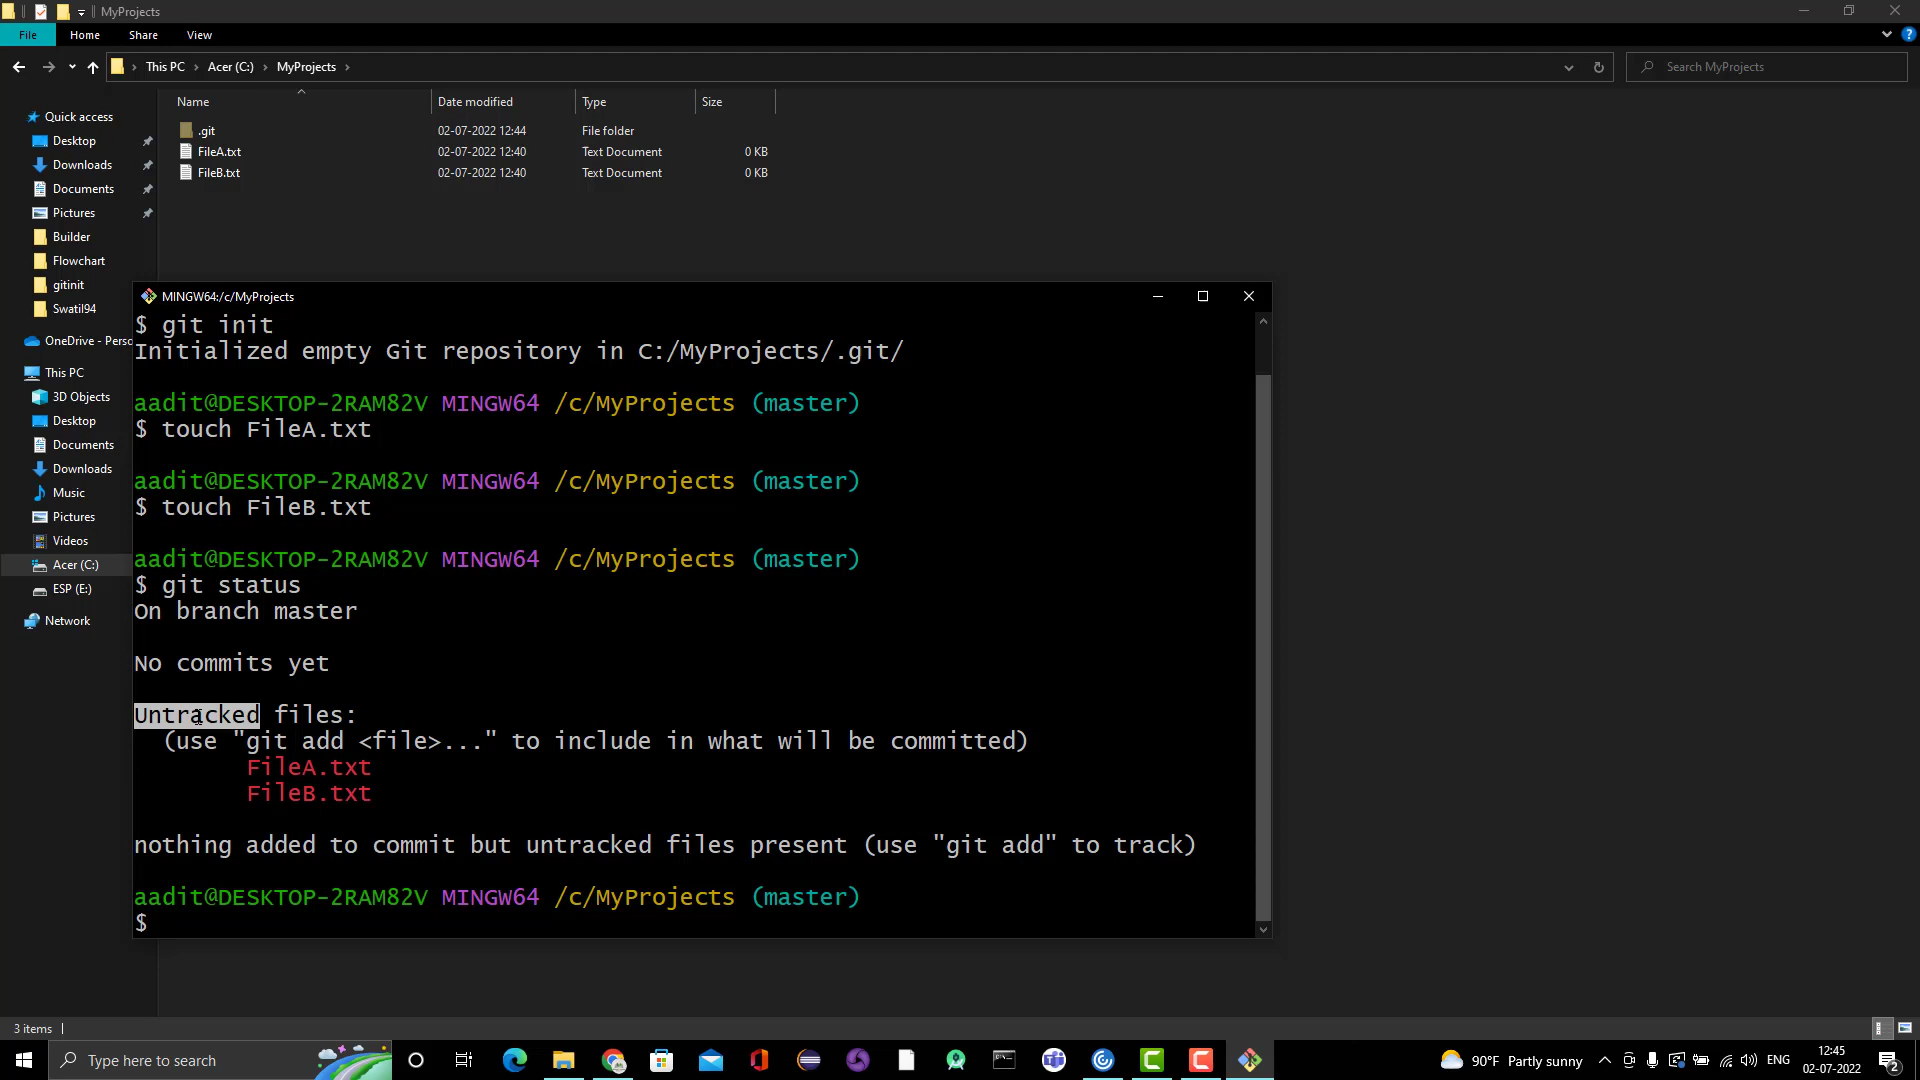 MyProjects
File Home Share View
This PC Acer (C:) MyProjects
Search MyProjects
Name Date modified Type Size
.git 02-07-2022 12:44 File folder
FileA.txt 02-07-2022 12:40 Text Document 0 KB
FileB.txt 02-07-2022 12:40 Text Document 0 KB
Quick access
Desktop
Downloads
Documents
Pictures
Builder
Flowchart
gitinit
Swatil94
OneDrive - Perso
This PC
3D Objects
Desktop
Documents
Downloads
Music
Pictures
Videos
Acer (C:)
ESP (E:)
Network
MINGW64:/c/MyProjects
$ git init
Initialized empty Git repository in C:/MyProjects/.git/
aadit@DESKTOP-2RAM82V MINGW64 /c/MyProjects (master)
$ touch FileA.txt
aadit@DESKTOP-2RAM82V MINGW64 /c/MyProjects (master)
$ touch FileB.txt
aadit@DESKTOP-2RAM82V MINGW64 /c/MyProjects (master)
$ git status
On branch master
No commits yet
Untracked files:
(use "git add <file>..." to include in what will be committed)
FileA.txt
FileB.txt
nothing added to commit but untracked files present (use "git add" to track)
aadit@DESKTOP-2RAM82V MINGW64 /c/MyProjects (master)
$
3 items
Type here to search
90°F Partly sunny
ENG
12:45
02-07-2022
2